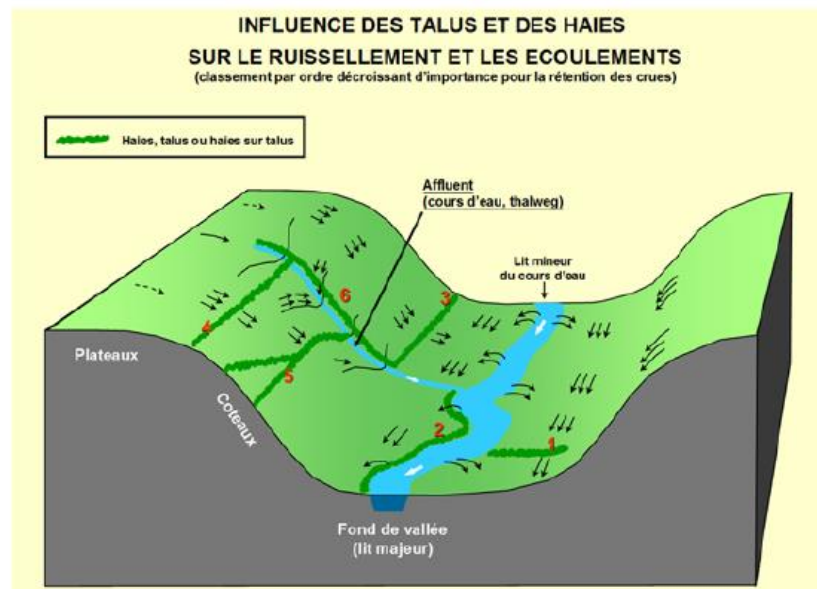 INFLUENCE DES TALUS ET DES HAIES
SUR LE RUISSELLEMENT ET LES ECOULEMENTS
(classement par ordre décroissant d'importance pour la rétention des crues)
Haies, talus ou haies sur talus
Affluent
(cours d'eau, thalweg)
Lit mineur
du cours d'eau
6
3
4
Plateaux
5
Coteaux
2
1
Fond de vallée
(lit majeur)